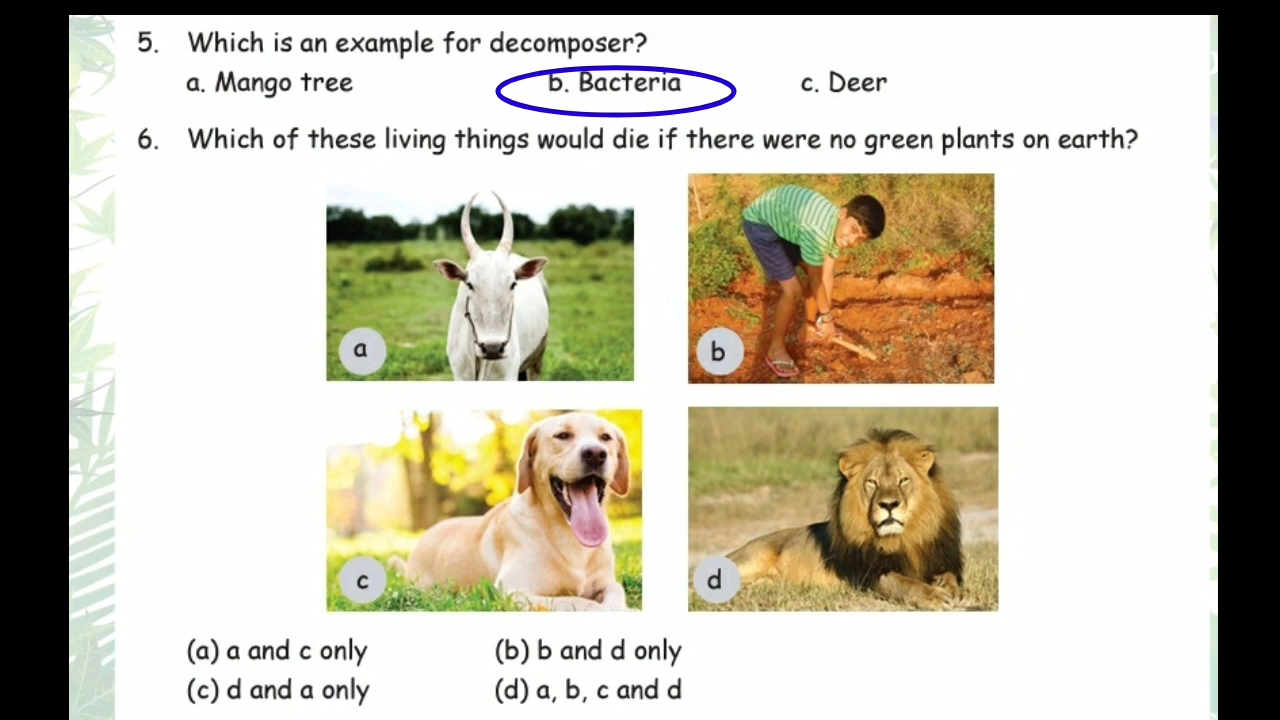 5. Which is an example for decomposer?
a. Mango tree b. Bacteria c. Deer
6. Which of these living things would die if there were no green plants on earth?
a
b
c
d
(a) a and c only (b) b and d only
(c) d and a only (d) a, b, c and d